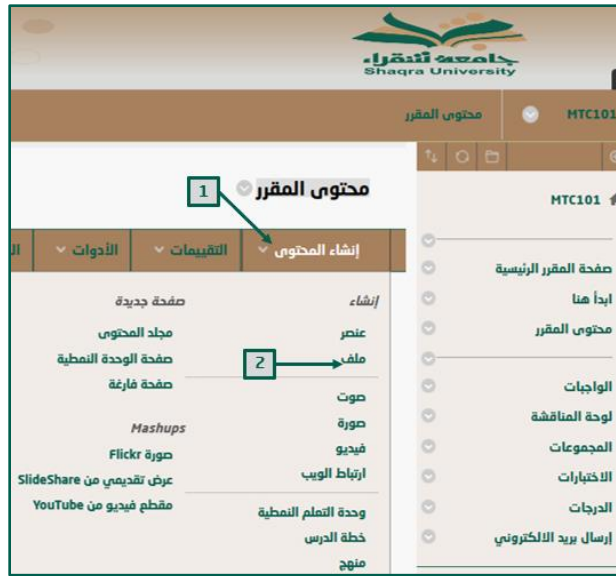 جامعة شقراء
Shaqra University
MTC101
محتوى المقرر
محتوى المقرر
1
إنشاء المحتوى
التقييمات
الأدوات
إنشاء
عنصر
ملف
2
صوت
صورة
فيديو
ارتباط الويب
وحدة التعلم النمطية
خطة الدرس
منهج
صفحة جديدة
مجلد المحتوى
صفحة الوحدة النمطية
صفحة فارغة
Mashups
صورة Flickr
عرض تقديمي من SlideShare
مقطع فيديو من YouTube
MTC101
صفحة المقرر الرئيسية
ابدأ هنا
محتوى المقرر
الواجبات
لوحة المناقشة
المجموعات
الاختبارات
الدرجات
إرسال بريد الالكتروني